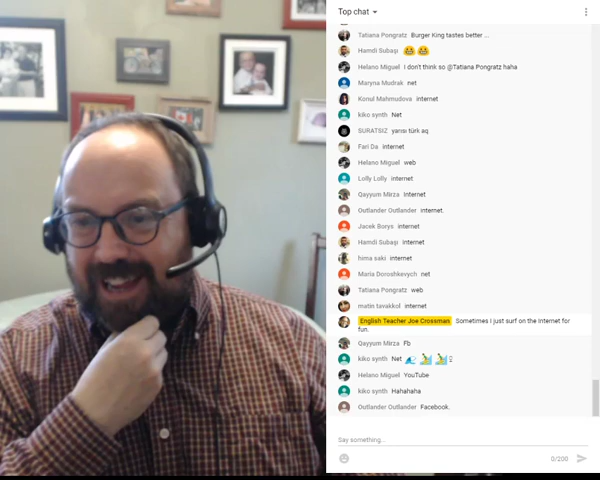 Top chat
Tatiana Pongratz Burger King tastes better ...
Hamdi Subaşı 😂😂
Helano Miguel I don't think so @Tatiana Pongratz haha
Maryna Mudrak net
Konul Mahmudova internet
kiko synth Net
SURATSIZ yarısı türk aq
Fari Da internet
Helano Miguel web
Lolly Lolly internet
Qayyum Mirza Internet
Outlander Outlander internet.
Jacek Borys internet
Hamdi Subaşı internet
hima saki internet
Maria Doroshkevych net
Tatiana Pongratz web
matin tavakkol internet
English Teacher Joe Crossman Sometimes I just surf on the Internet for
fun.
Qayyum Mirza Fb
kiko synth Net 🌊🏄🏄
Helano Miguel YouTube
kiko synth Hahahaha
Outlander Outlander Facebook.
Say something...
0/200